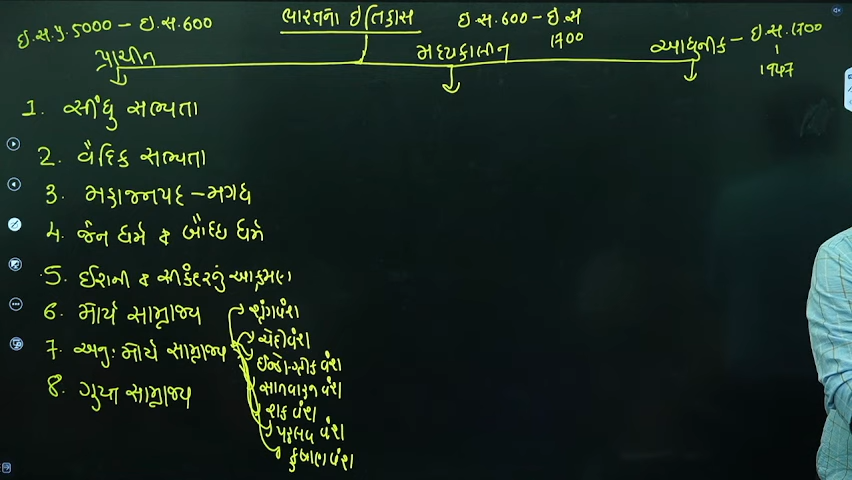 ભારતનો ઇતિહાસ
ઇ.સ.પૂ. 5000 - ઇ.સ.600
પ્રાચીન
ઇ.સ.600 - ઇ.સ
1700
મધ્યકાલીન
આધુનીક - ઇ.સ.1700
1947
1. સીંધુ સભ્યતા
2. વૈદિક સભ્યતા
3. મહાજનપદ - મગધ
4. જૈન ધર્મ & બૌધ્ધ ધર્મ
5. ઈરાની & સીકંદરનું આક્રમણ
6. મૌર્ય સામ્રાજ્ય
7. અનુ: મૌર્ય સામ્રાજ્ય
શૃંગવંશ
ચેદીવંશ
ઈન્ડો-ગ્રીક વંશ
સાતવાહન વંશ
શક વંશ
પહલવ વંશ
કુષાણ વંશ
8. ગુપ્ત સામ્રાજ્ય